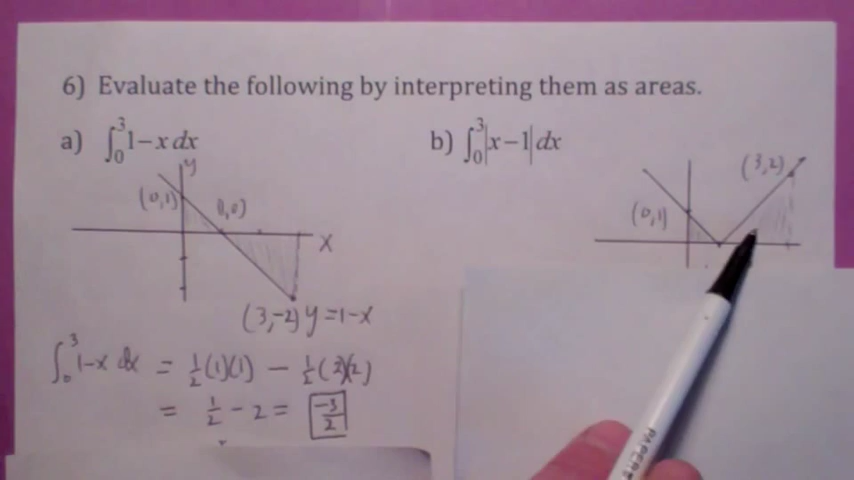 6) Evaluate the following by interpreting them as areas.
a) ∫₀³ 1−x dx
b) ∫₀³ |x−1| dx
y
(0,1)
(1,0)
x
(3,-2)
y=1-x
(3,2)
(0,1)
∫₀³ 1-x dx = ½(1)(1) − ½(2)(2)
= ½ − 2 = -3/2
PAPER